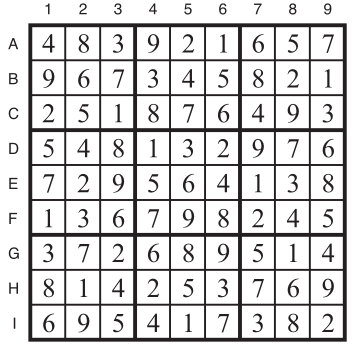 1 2 3 4 5 6 7 8 9
A 4 8 3 9 2 1 6 5 7
B 9 6 7 3 4 5 8 2 1
C 2 5 1 8 7 6 4 9 3
D 5 4 8 1 3 2 9 7 6
E 7 2 9 5 6 4 1 3 8
F 1 3 6 7 9 8 2 4 5
G 3 7 2 6 8 9 5 1 4
H 8 1 4 2 5 3 7 6 9
I 6 9 5 4 1 7 3 8 2